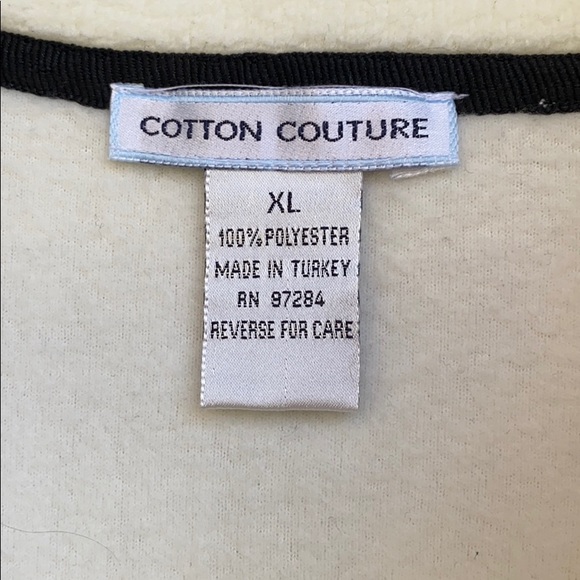 COTTON COUTURE
XL
100% POLYESTER
MADE IN TURKEY
RN 97284
REVERSE FOR CARE